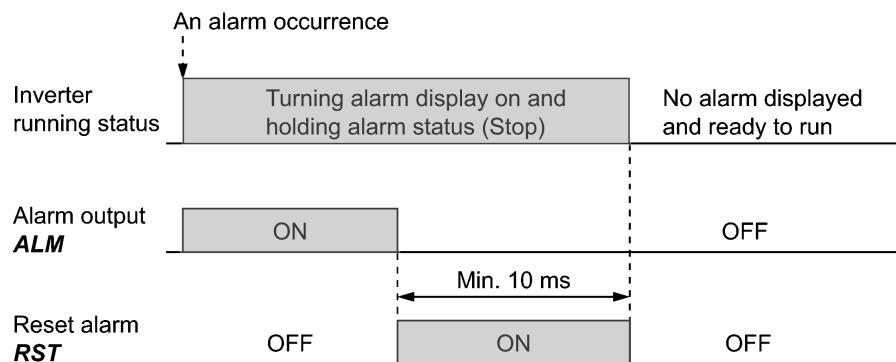 An alarm occurrence
Inverter
running status
Turning alarm display on and
holding alarm status (Stop)
No alarm displayed
and ready to run
Alarm output
ALM
ON
OFF
Min. 10 ms
Reset alarm
RST
OFF
ON
OFF